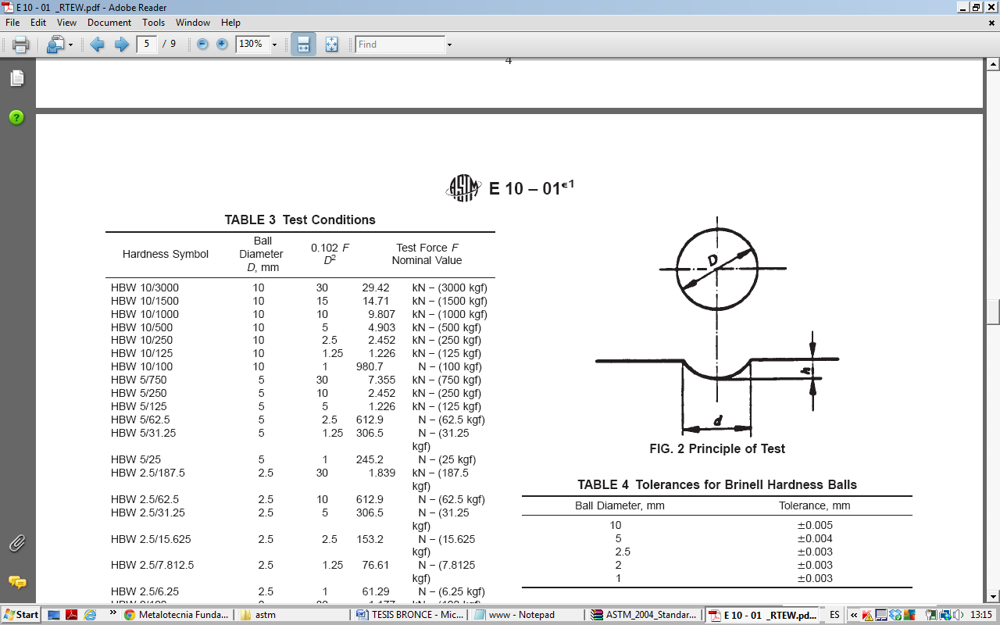 E 10 - 01 _RTEW.pdf - Adobe Reader
File Edit View Document Tools Window Help
5 / 9 130% Find
4
ASTM E 10 – 01ϵ1
TABLE 3 Test Conditions
Hardness Symbol Ball Diameter D, mm 0.102 F D2 Test Force F Nominal Value
HBW 10/3000 10 30 29.42 kN – (3000 kgf)
HBW 10/1500 10 15 14.71 kN – (1500 kgf)
HBW 10/1000 10 10 9.807 kN – (1000 kgf)
HBW 10/500 10 5 4.903 kN – (500 kgf)
HBW 10/250 10 2.5 2.452 kN – (250 kgf)
HBW 10/125 10 1.25 1.226 kN – (125 kgf)
HBW 10/100 10 1 980.7 N – (100 kgf)
HBW 5/750 5 30 7.355 kN – (750 kgf)
HBW 5/250 5 10 2.452 kN – (250 kgf)
HBW 5/125 5 5 1.226 kN – (125 kgf)
HBW 5/62.5 5 2.5 612.9 N – (62.5 kgf)
HBW 5/31.25 5 1.25 306.5 N – (31.25
kgf)
HBW 5/25 5 1 245.2 N – (25 kgf)
HBW 2.5/187.5 2.5 30 1.839 kN – (187.5
kgf)
HBW 2.5/62.5 2.5 10 612.9 N – (62.5 kgf)
HBW 2.5/31.25 2.5 5 306.5 N – (31.25
kgf)
HBW 2.5/15.625 2.5 2.5 153.2 N – (15.625
kgf)
HBW 2.5/7.812.5 2.5 1.25 76.61 N – (7.8125
kgf)
HBW 2.5/6.25 2.5 1 61.29 N – (6.25 kgf)
D
h
d
FIG. 2 Principle of Test
TABLE 4 Tolerances for Brinell Hardness Balls
Ball Diameter, mm Tolerance, mm
10 ±0.005
5 ±0.004
2.5 ±0.003
2 ±0.003
1 ±0.003
Start » Metalotecnia Funda... astm TESIS BRONCE - Mic... www - Notepad ASTM_2004_Standar... E 10 - 01 _RTEW.pd... ES « 13:15